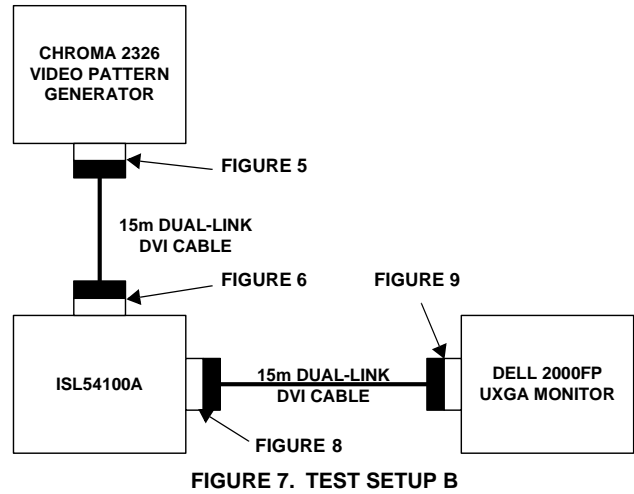 CHROMA 2326
VIDEO PATTERN
GENERATOR
FIGURE 5
15m DUAL-LINK
DVI CABLE
FIGURE 6
FIGURE 9
ISL54100A
15m DUAL-LINK
DVI CABLE
DELL 2000FP
UXGA MONITOR
FIGURE 8
FIGURE 7. TEST SETUP B